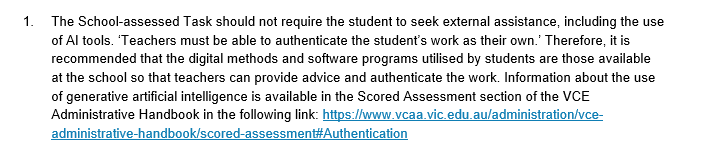 1. The School-assessed Task should not require the student to seek external assistance, including the use
of AI tools. ‘Teachers must be able to authenticate the student’s work as their own.’ Therefore, it is
recommended that the digital methods and software programs utilised by students are those available
at the school so that teachers can provide advice and authenticate the work. Information about the use
of generative artificial intelligence is available in the Scored Assessment section of the VCE
Administrative Handbook in the following link: https://www.vcaa.vic.edu.au/administration/vce-
administrative-handbook/scored-assessment#Authentication